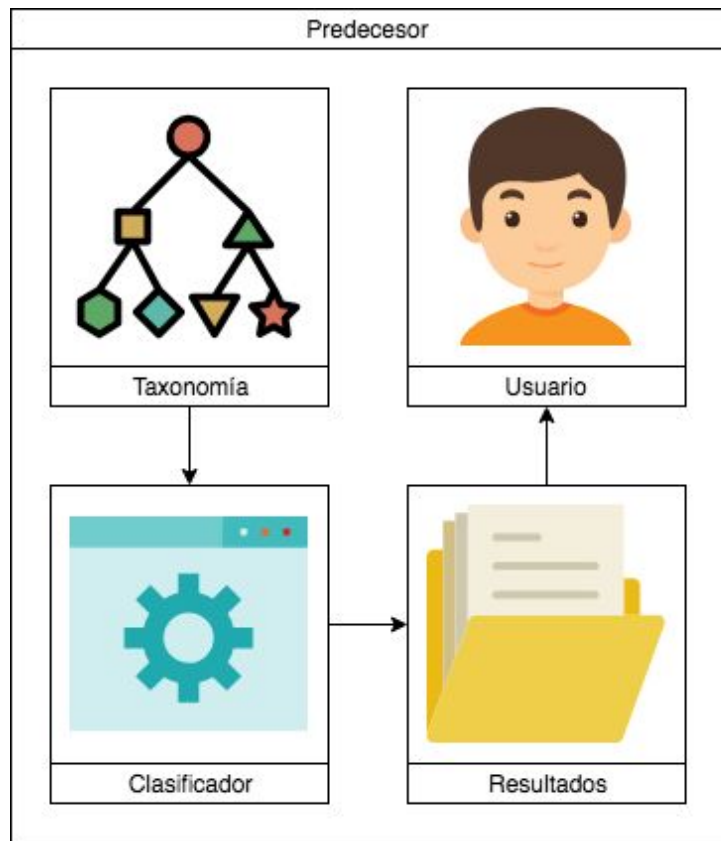 Predecesor
Taxonomía
Usuario
Clasificador
Resultados